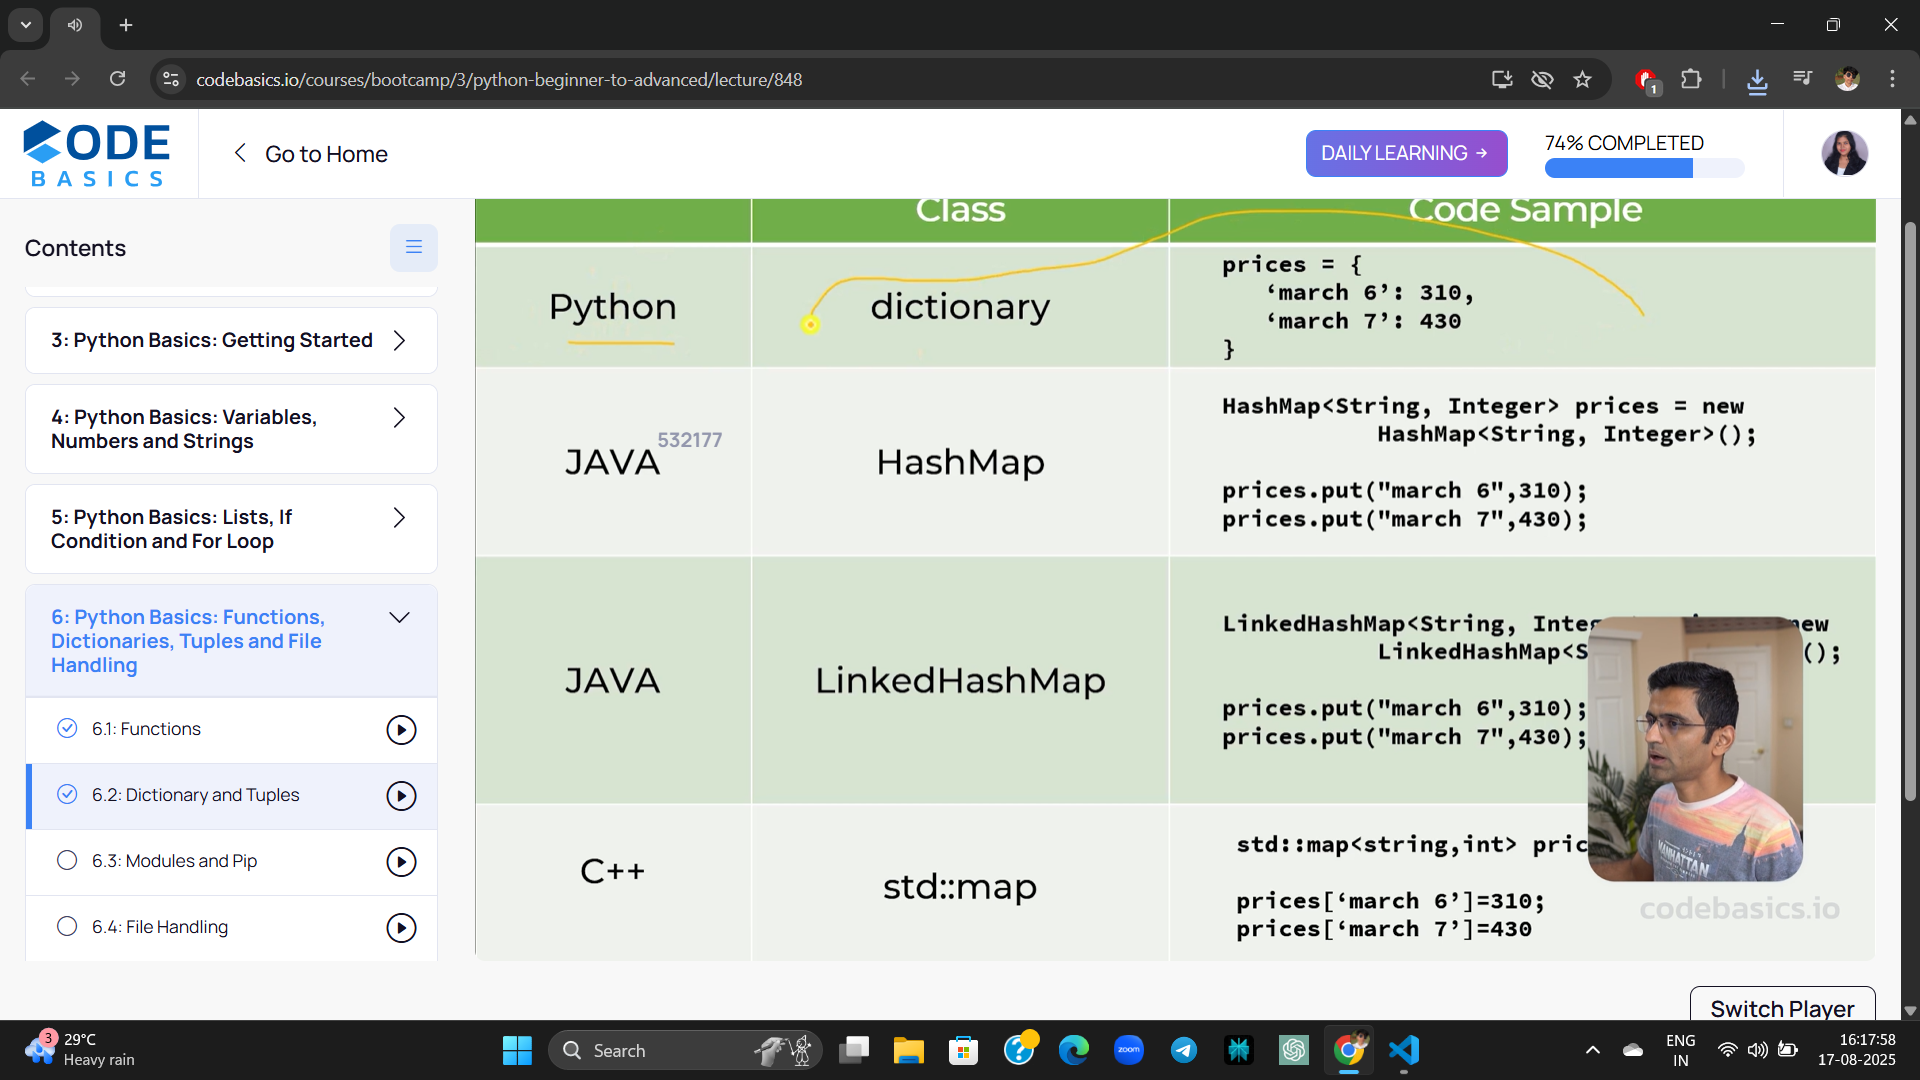 codebasics.io/courses/bootcamp/3/python-beginner-to-advanced/lecture/848
1
CODE
BASICS
Go to Home
DAILY LEARNING →
74% COMPLETED
Contents
3: Python Basics: Getting Started
4: Python Basics: Variables,
Numbers and Strings
5: Python Basics: Lists, If
Condition and For Loop
6: Python Basics: Functions,
Dictionaries, Tuples and File
Handling
6.1: Functions
6.2: Dictionary and Tuples
6.3: Modules and Pip
6.4: File Handling
Class
Code Sample
Python
dictionary
prices = {
‘march 6’: 310,
‘march 7’: 430
}
JAVA
532177
HashMap
HashMap<String, Integer> prices = new
HashMap<String, Integer>();
prices.put("march 6",310);
prices.put("march 7",430);
JAVA
LinkedHashMap
LinkedHashMap<String, new
LinkedHashMap<S ();
prices.put("march 6",310);
prices.put("march 7",430);
C++
std::map
std::map<string,int> pric
prices[‘march 6’]=310;
prices[‘march 7’]=430
MANHATTAN
codebasics.io
Switch Player
3
29°C
Heavy rain
Search
zoom
ENG
IN
16:17:58
17-08-2025